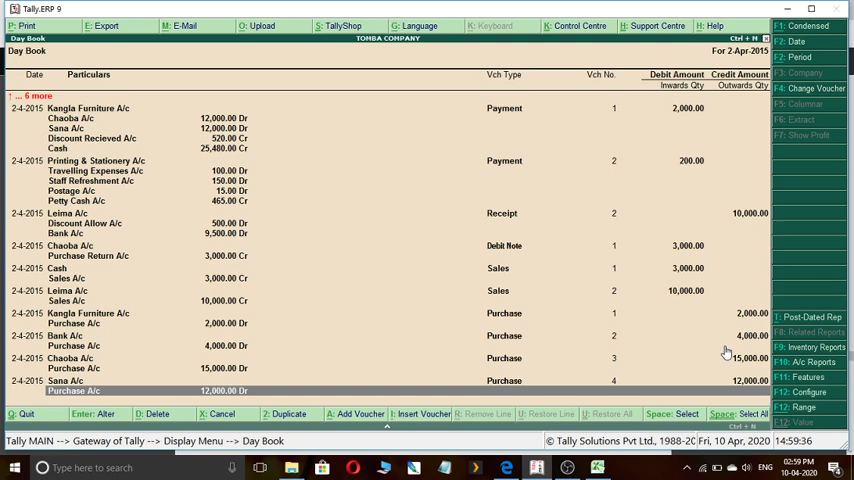 Tally.ERP 9
P: Print E: Export M: E-Mail O: Upload S: TallyShop G: Language K: Keyboard K: Control Centre H: Support Centre H: Help
F1: Condensed
Day Book TOMBA COMPANY Ctrl + N
F2: Date
Day Book For 2-Apr-2015
F2: Period
Date Particulars Vch Type Vch No. Debit Amount Credit Amount
F3: Company
Inwards Qty Outwards Qty
F4: Change Voucher
↑ ... 6 more
F5: Columnar
2-4-2015 Kangla Furniture A/c Payment 1 2,000.00
Chaoba A/c 12,000.00 Dr
F6: Extract
Sana A/c 12,000.00 Dr
F7: Show Profit
Discount Recieved A/c 520.00 Cr
Cash 25,480.00 Cr
2-4-2015 Printing & Stationery A/c Payment 2 200.00
Travelling Expenses A/c 100.00 Dr
Staff Refreshment A/c 150.00 Dr
Postage A/c 15.00 Dr
Petty Cash A/c 465.00 Cr
2-4-2015 Leima A/c Receipt 2 10,000.00
Discount Allow A/c 500.00 Dr
Bank A/c 9,500.00 Dr
2-4-2015 Chaoba A/c Debit Note 1 3,000.00
Purchase Return A/c 3,000.00 Cr
2-4-2015 Cash Sales 1 3,000.00
Sales A/c 3,000.00 Cr
2-4-2015 Leima A/c Sales 2 10,000.00
Sales A/c 10,000.00 Cr
2-4-2015 Kangla Furniture A/c Purchase 1 2,000.00
T: Post-Dated Rep
Purchase A/c 2,000.00 Dr
F8: Related Reports
2-4-2015 Bank A/c Purchase 2 4,000.00
Purchase A/c 4,000.00 Dr
F9: Inventory Reports
2-4-2015 Chaoba A/c Purchase 3 15,000.00
F10: A/c Reports
Purchase A/c 15,000.00 Dr
F11: Features
2-4-2015 Sana A/c Purchase 4 12,000.00
Purchase A/c 12,000.00 Dr
F12: Configure
F12: Range
Q: Quit Enter: Alter D: Delete X: Cancel 2: Duplicate A: Add Voucher I: Insert Voucher R: Remove Line U: Restore Line U: Restore All Space: Select Space: Select All
F12: Value
Ctrl + N
Tally MAIN --> Gateway of Tally --> Display Menu --> Day Book © Tally Solutions Pvt Ltd., 1988-20 Fri, 10 Apr, 2020 14:59:36
Type here to search ENG 02:59 PM
10-04-2020 4